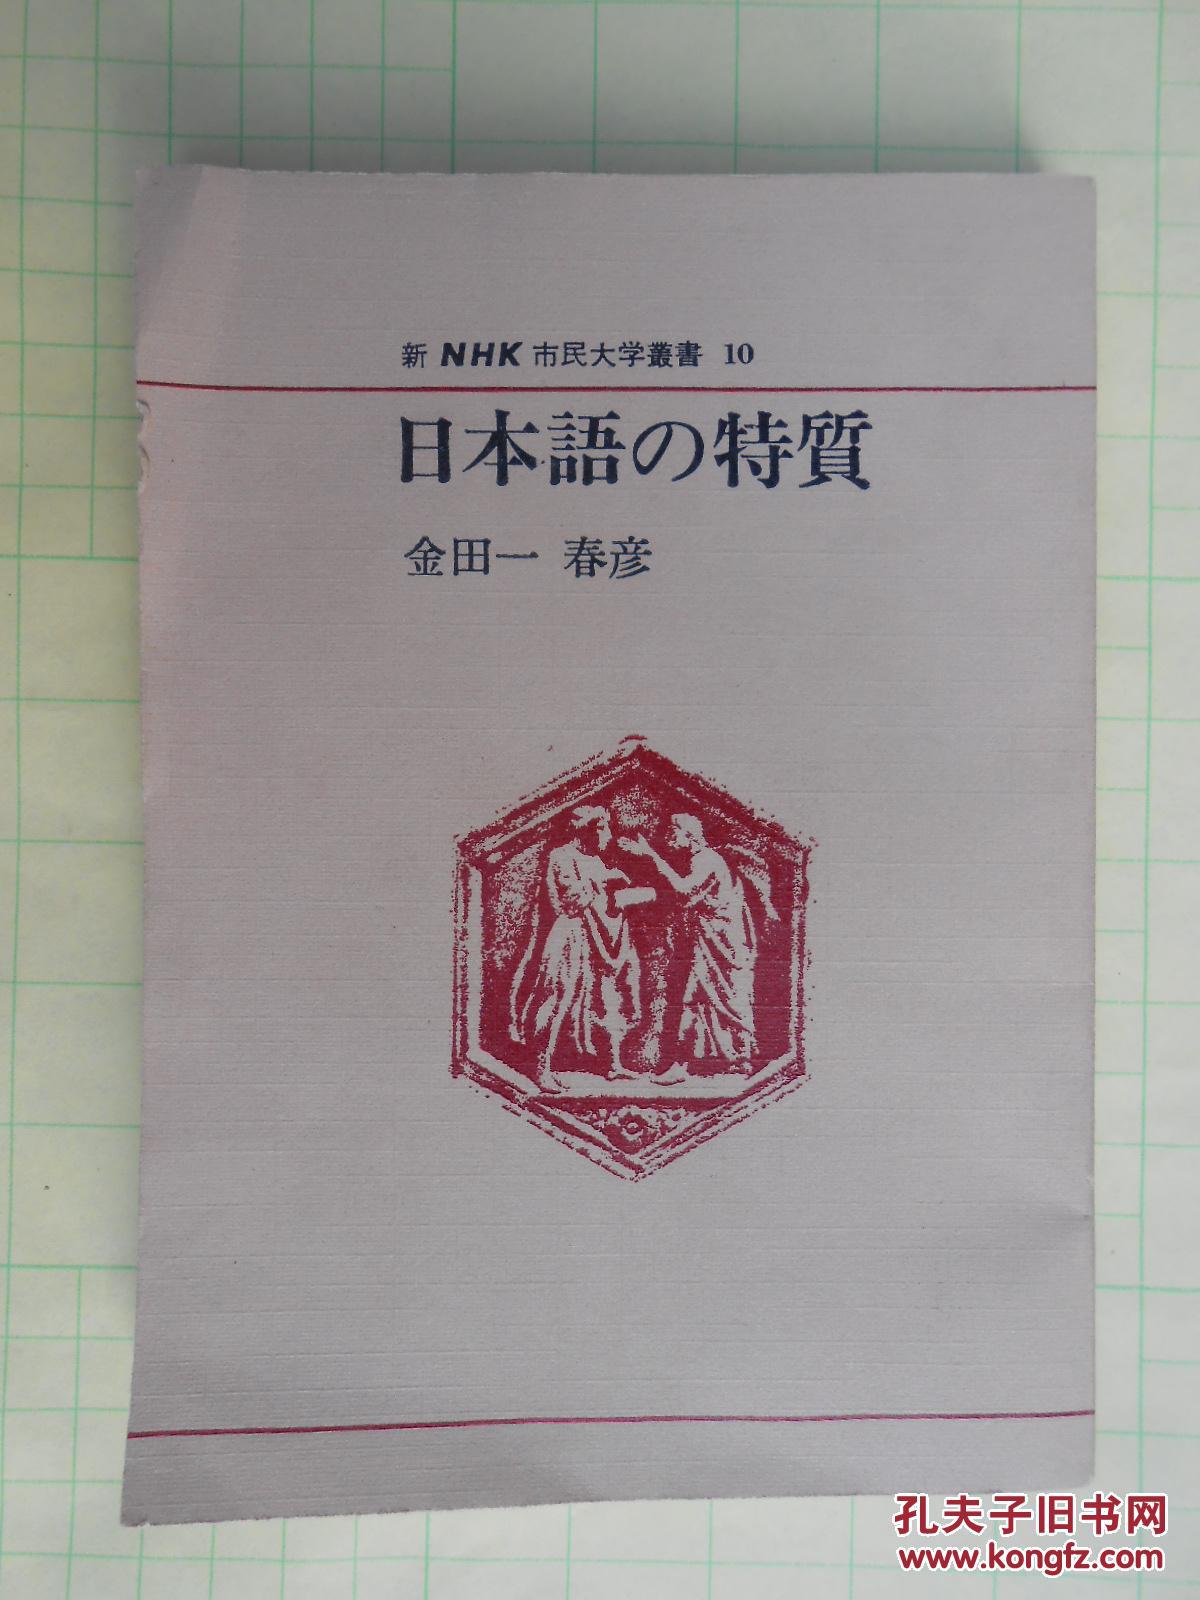 新 NHK 市民大学叢書 10
日本語の特質
金田一 春彦
孔夫子旧书网
www.kongfz.com